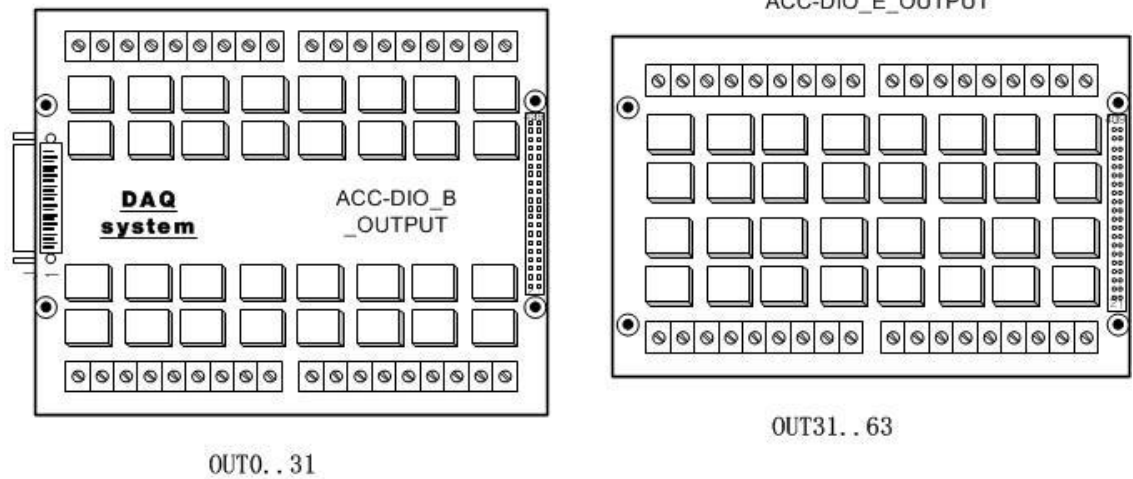 ACC-DIO_E_OUTPUT
DAQ
system
ACC-DIO_B
_OUTPUT
OUT0..31
OUT31..63